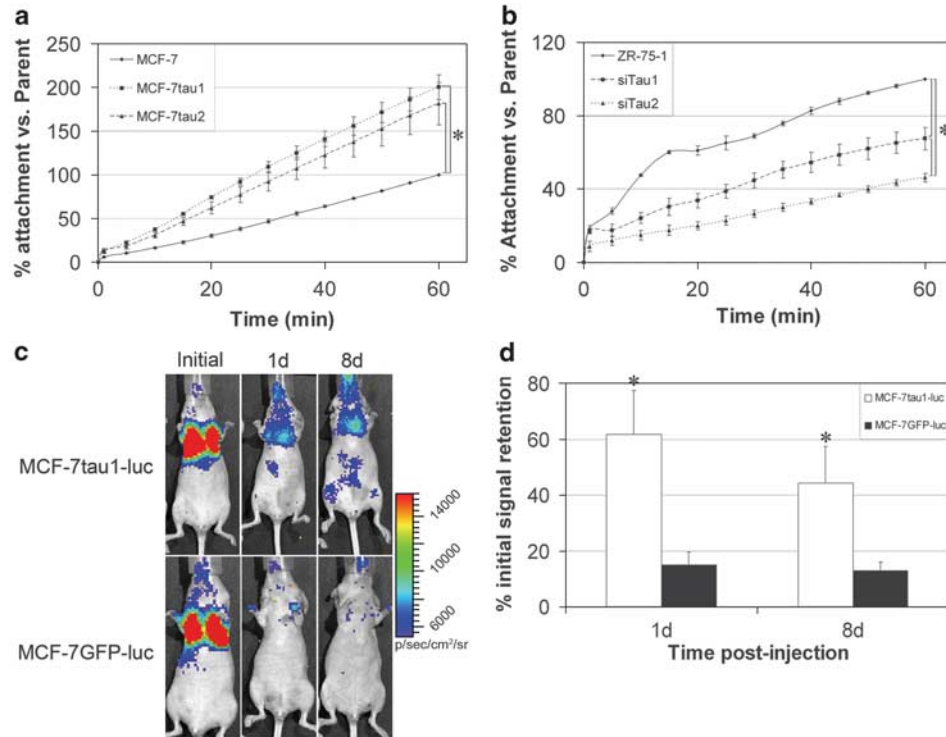 a
% attachment vs. Parent
250
200
150
100
50
0
MCF-7
MCF-7tau1
MCF-7tau2
*
0 20 40 60
Time (min)
b
% Attachment vs. Parent
120
80
40
0
ZR-75-1
siTau1
siTau2
*
0 20 40 60
Time (min)
c
Initial 1d 8d
MCF-7tau1-luc
MCF-7GFP-luc
14000
10000
6000
p/sec/cm²/sr
d
% initial signal retention
80
60
40
20
0
* *
MCF-7tau1-luc
MCF-7GFP-luc
1d 8d
Time post-injection